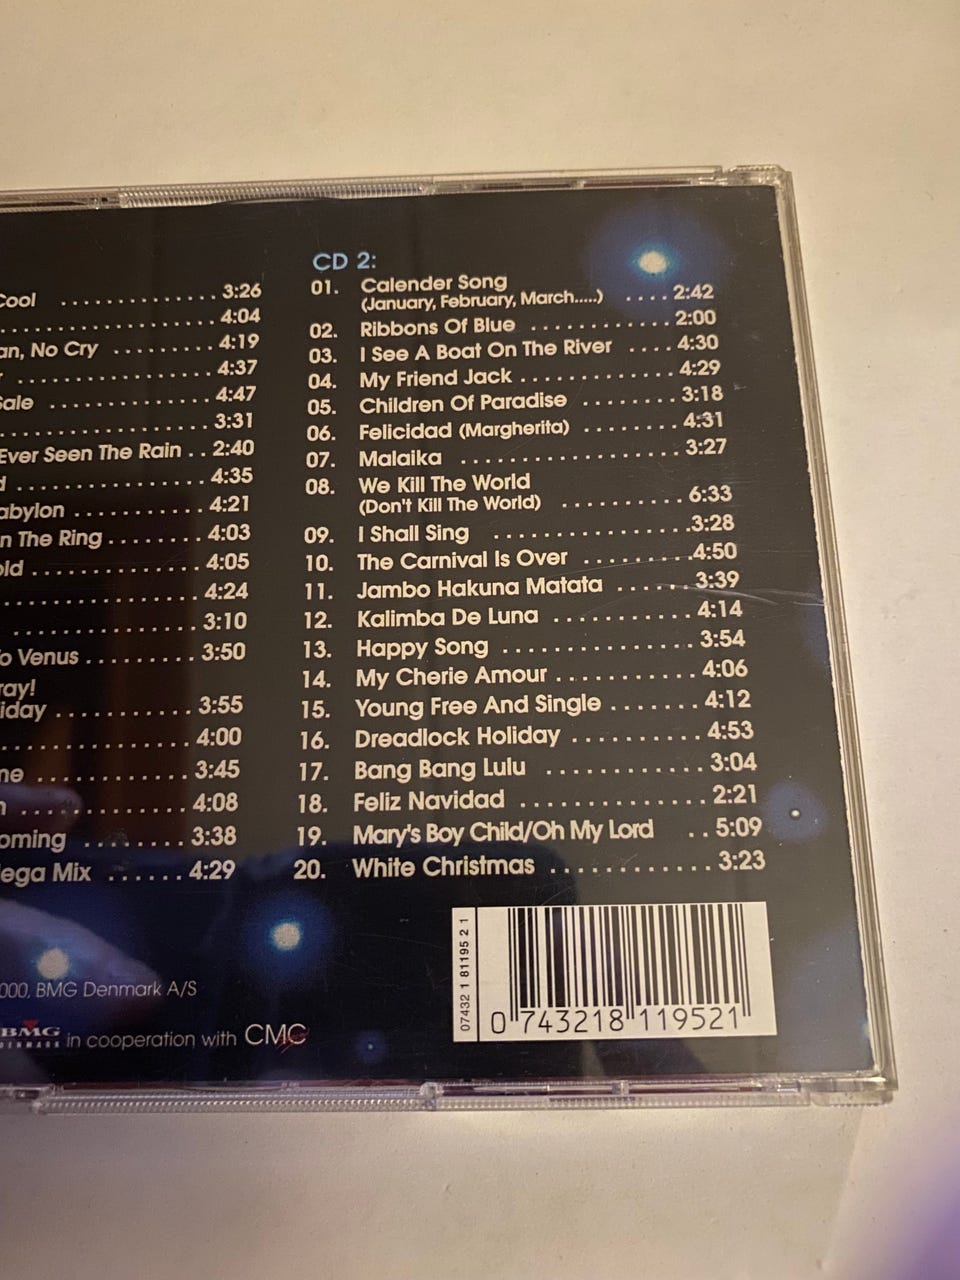 Cool .............. 3:26
.................. 4:04
an, No Cry ......... 4:19
................. 4:37
Sale .............. 4:47
.................. 3:31
Ever Seen The Rain .. 2:40
.............. 4:35
abylon ........... 4:21
n The Ring ........ 4:03
old .............. 4:05
................. 4:24
................ 3:10
o Venus ......... 3:50
ray!
iday ........... 3:55
............... 4:00
me ............ 3:45
n ............. 4:08
oming ........ 3:38
ega Mix ...... 4:29
000, BMG Denmark A/S
BMG
DENMARK in cooperation with CMC
CD 2:
01. Calender Song
(January, February, March.....) .... 2:42
02. Ribbons Of Blue ............ 2:00
03. I See A Boat On The River .... 4:30
04. My Friend Jack ............. 4:29
05. Children Of Paradise ........ 3:18
06. Felicidad (Margherita) ........ 4:31
07. Malaika ................... 3:27
08. We Kill The World
(Don't Kill The World) .......... 6:33
09. I Shall Sing ................ 3:28
10. The Carnival Is Over ......... 4:50
11. Jambo Hakuna Matata ...... 3:39
12. Kalimba De Luna ............ 4:14
13. Happy Song ................ 3:54
14. My Cherie Amour ............ 4:06
15. Young Free And Single ....... 4:12
16. Dreadlock Holiday .......... 4:53
17. Bang Bang Lulu ............ 3:04
18. Feliz Navidad ............... 2:21
19. Mary's Boy Child/Oh My Lord .. 5:09
20. White Christmas ............ 3:23
07432 1 81195 2 1
0 743218 119521